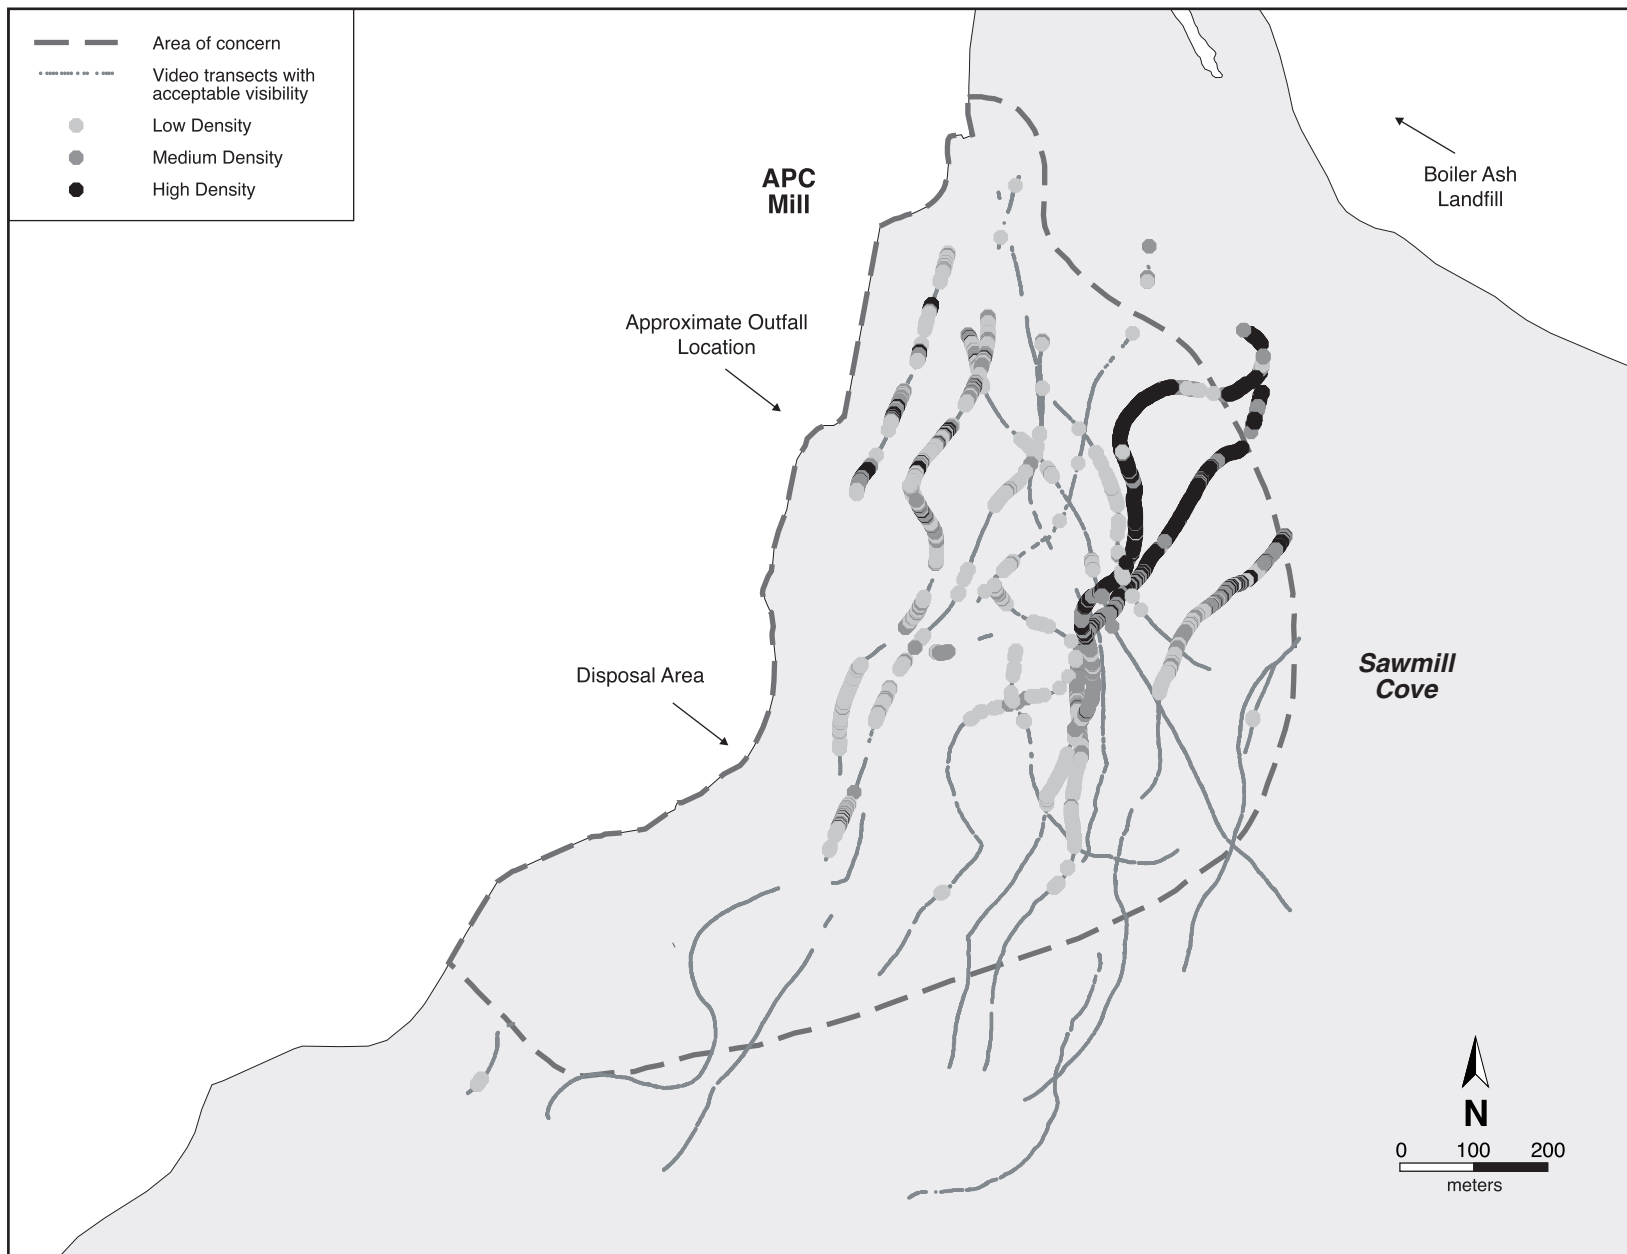 Area of concern
Video transects with
acceptable visibility
Low Density
Medium Density
High Density
APC
Mill
Boiler Ash
Landfill
Approximate Outfall
Location
Disposal Area
Sawmill
Cove
N
0 100 200
meters